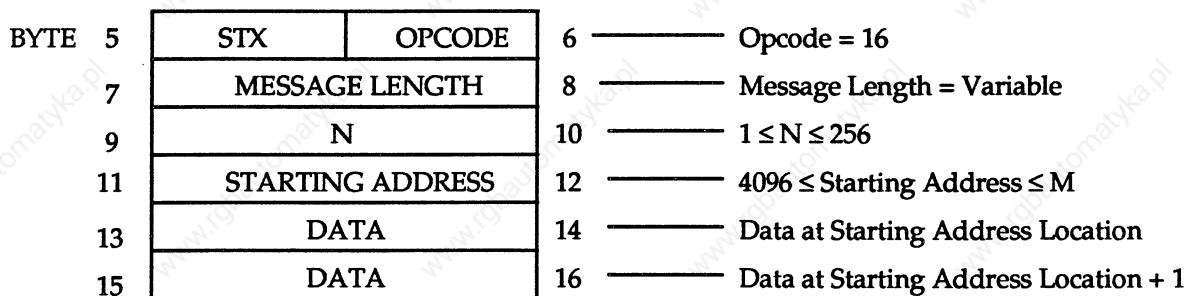 BYTE 5 STX OPCODE 6 Opcode = 16
7 MESSAGE LENGTH 8 Message Length = Variable
9 N 10 1 ≤ N ≤ 256
11 STARTING ADDRESS 12 4096 ≤ Starting Address ≤ M
13 DATA 14 Data at Starting Address Location
15 DATA 16 Data at Starting Address Location + 1